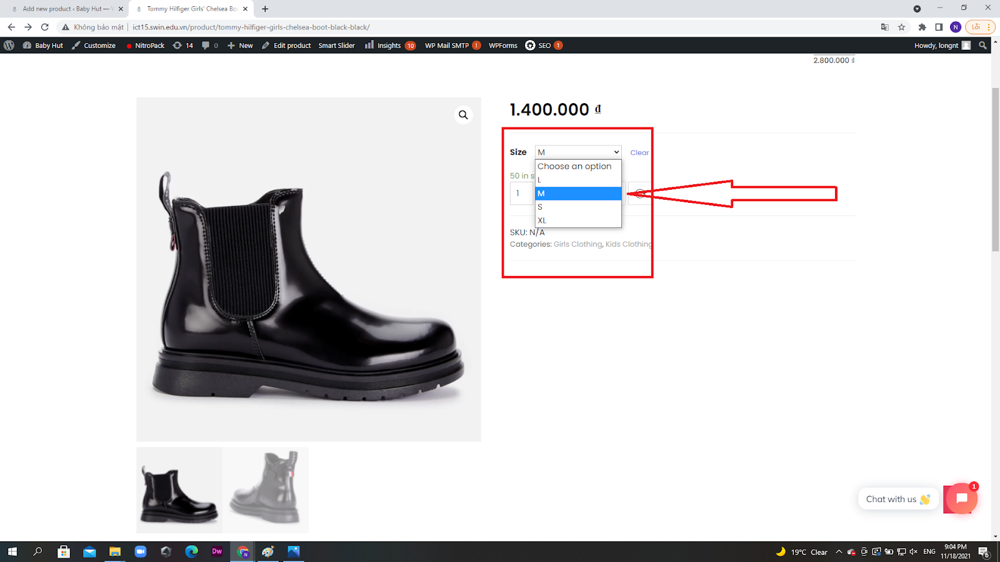 Add new product ‹ Baby Hut —
Tommy Hilfiger Girls' Chelsea Boo
Không bảo mật
ict15.swin.edu.vn/product/tommy-hilfiger-girls-chelsea-boot-black-black/
N
Lỗi
Baby Hut
Customize
NitroPack
14
0
New
Edit product
Smart Slider
Insights 10
WP Mail SMTP !
WPForms
SEO 1
Howdy, longnt
2.800.000 ₫
1.400.000 ₫
Size
M
Clear
Choose an option
L
M
S
XL
50 in s
1
SKU: N/A
Categories: Girls Clothing, Kids Clothing
Chat with us 👋
1
Dw
N
19°C Clear
ENG
9:04 PM
11/18/2021
6